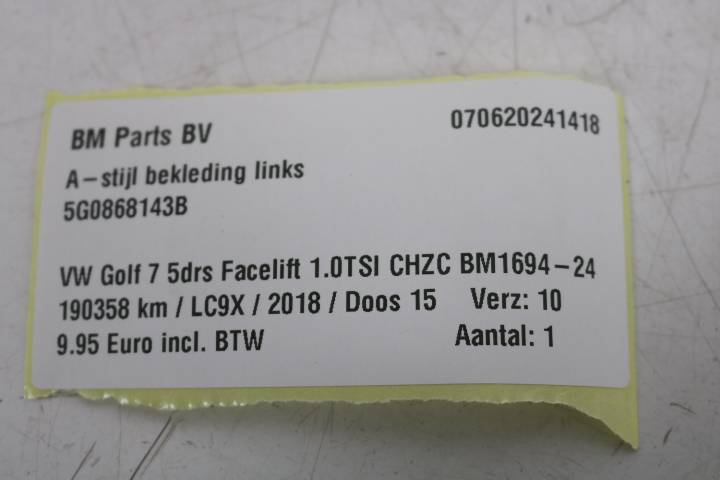 BM Parts BV 070620241418
A-stijl bekleding links
5G0868143B
VW Golf 7 5drs Facelift 1.0TSI CHZC BM1694-24
190358 km / LC9X / 2018 / Doos 15 Verz: 10
9.95 Euro incl. BTW Aantal: 1